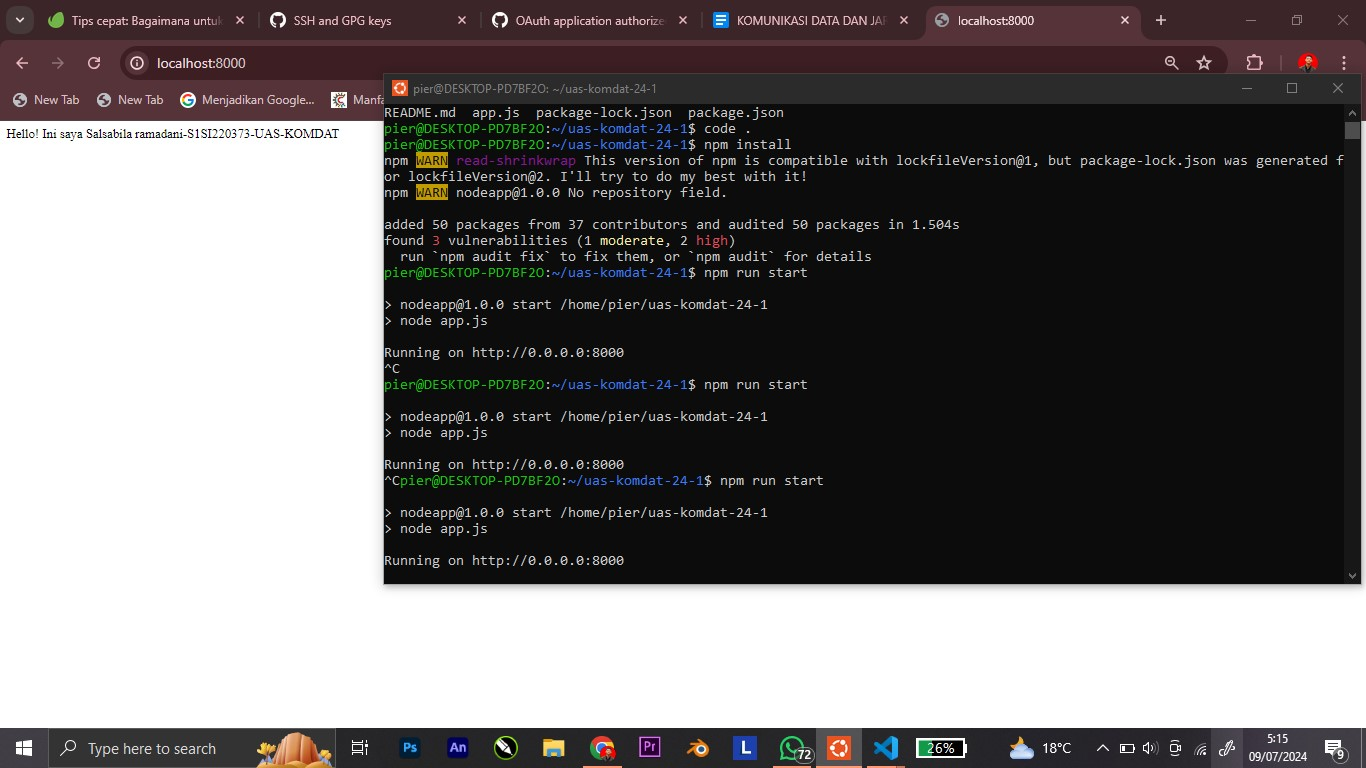 Tips cepat: Bagaimana untuk
SSH and GPG keys
OAuth application authorize
KOMUNIKASI DATA DAN JAR
localhost:8000
localhost:8000
New Tab
New Tab
Menjadikan Google...
Manfa
Hello! Ini saya Salsabila ramadani-S1SI220373-UAS-KOMDAT
pier@DESKTOP-PD7BF2O: ~/uas-komdat-24-1
README.md app.js package-lock.json package.json
pier@DESKTOP-PD7BF2O:~/uas-komdat-24-1$ code .
pier@DESKTOP-PD7BF2O:~/uas-komdat-24-1$ npm install
npm WARN read-shrinkwrap This version of npm is compatible with lockfileVersion@1, but package-lock.json was generated f
or lockfileVersion@2. I'll try to do my best with it!
npm WARN nodeapp@1.0.0 No repository field.
added 50 packages from 37 contributors and audited 50 packages in 1.504s
found 3 vulnerabilities (1 moderate, 2 high)
run `npm audit fix` to fix them, or `npm audit` for details
pier@DESKTOP-PD7BF2O:~/uas-komdat-24-1$ npm run start
> nodeapp@1.0.0 start /home/pier/uas-komdat-24-1
> node app.js
Running on http://0.0.0.0:8000
^C
pier@DESKTOP-PD7BF2O:~/uas-komdat-24-1$ npm run start
> nodeapp@1.0.0 start /home/pier/uas-komdat-24-1
> node app.js
Running on http://0.0.0.0:8000
^Cpier@DESKTOP-PD7BF2O:~/uas-komdat-24-1$ npm run start
> nodeapp@1.0.0 start /home/pier/uas-komdat-24-1
> node app.js
Running on http://0.0.0.0:8000
Type here to search
Ps
An
Pr
L
72
26%
18°C
5:15
09/07/2024
9